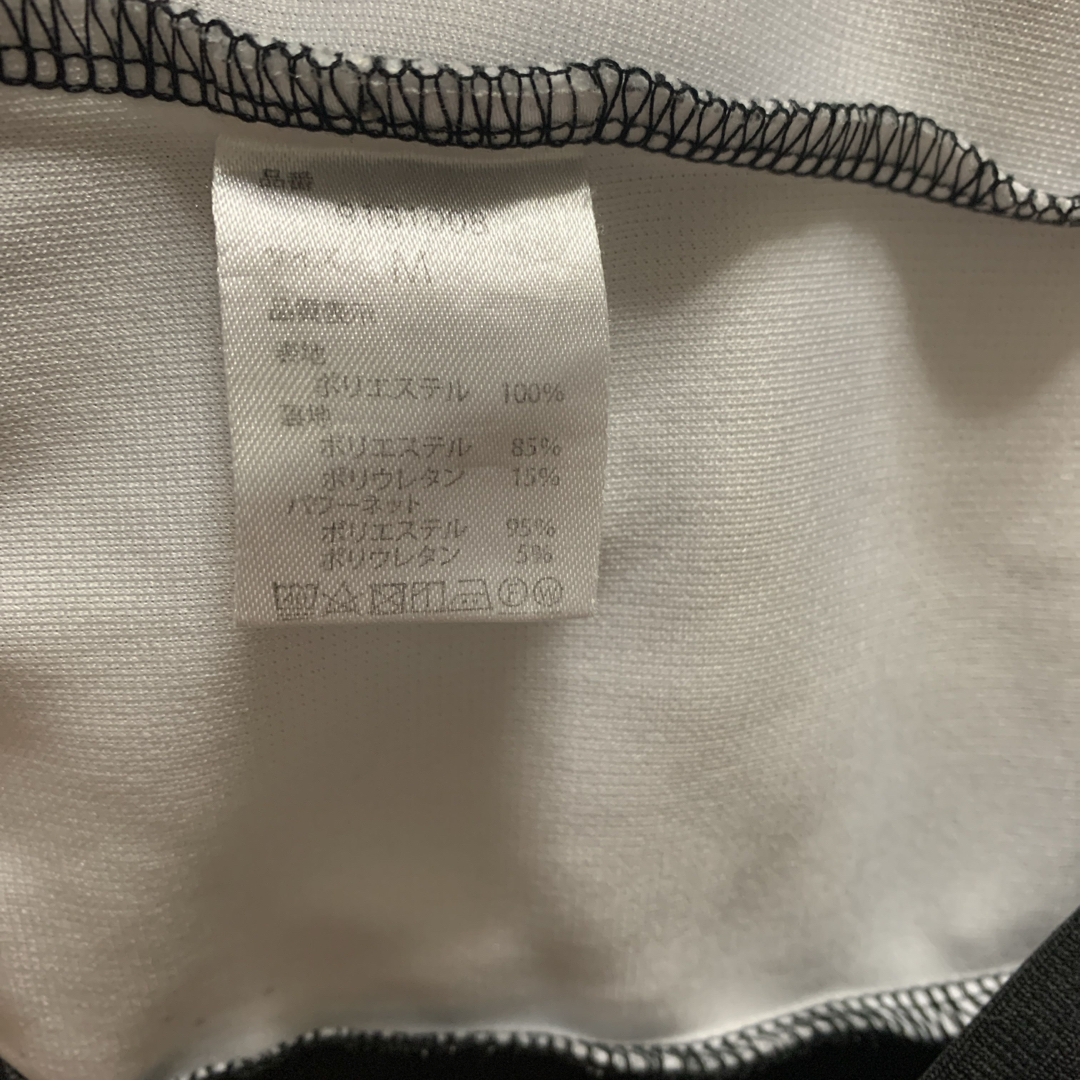 品番
サイズ M
品質表示
表地
ポリエステル 100%
裏地
ポリエステル 85%
ポリウレタン 15%
パワーネット
ポリエステル 95%
ポリウレタン 5%